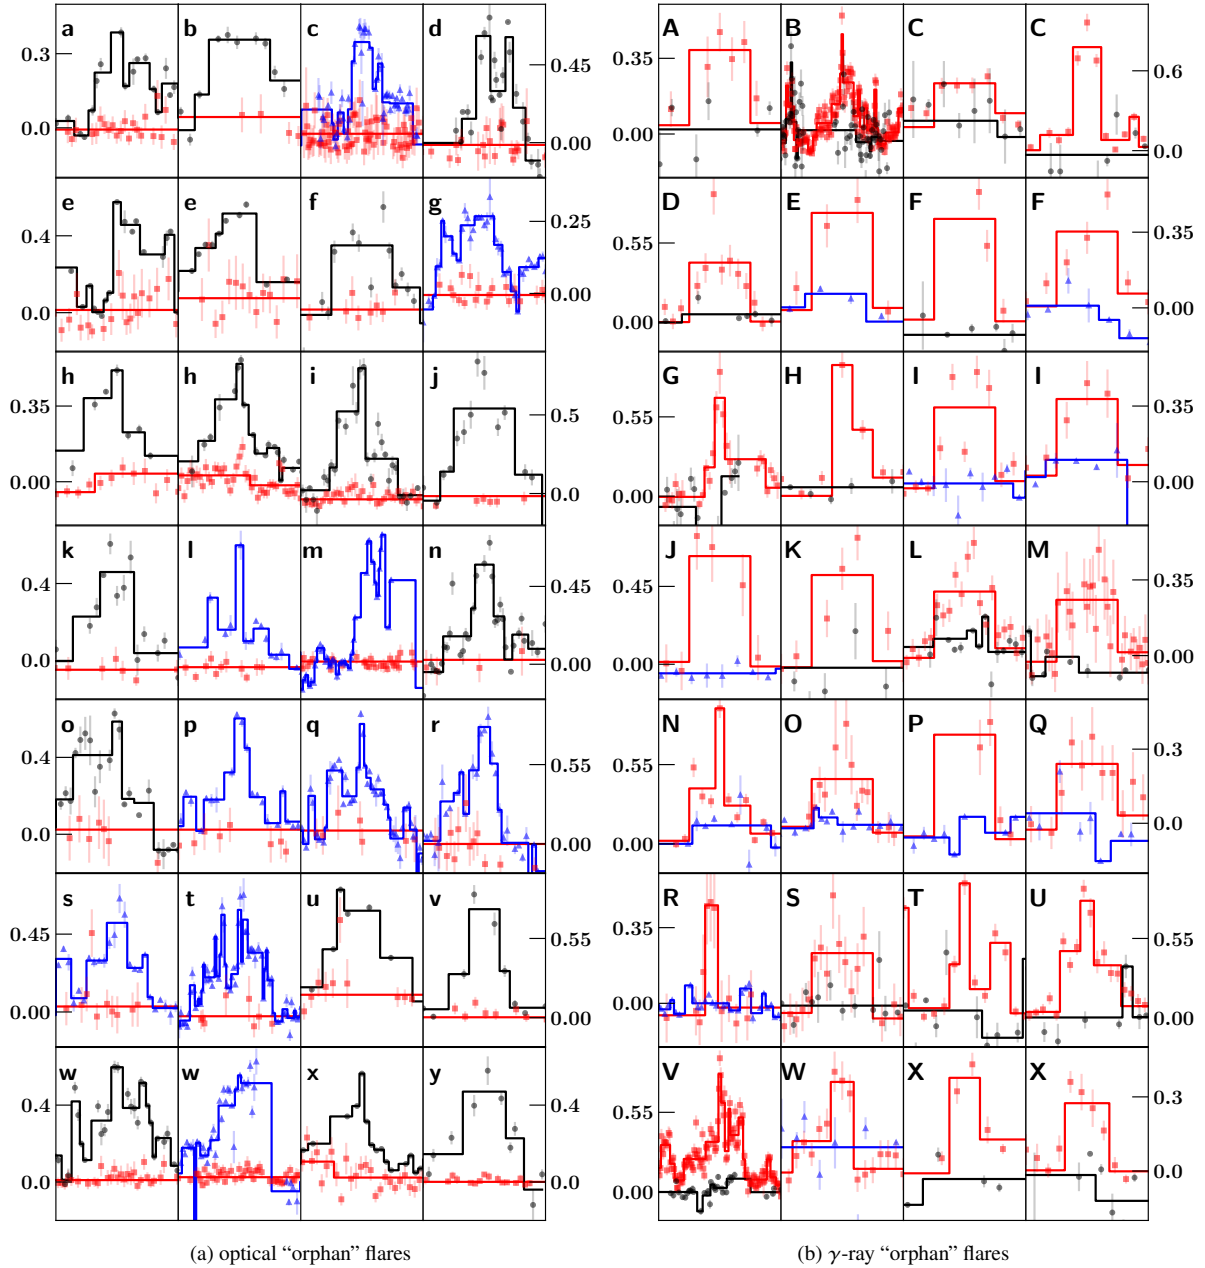 a b c d
0.3 0.45
0.0 0.00
e e f g
0.4 0.25
0.0 0.00
h h i j
0.35 0.5
0.00 0.0
k l m n
0.4 0.45
0.0 0.00
o p q r
0.4 0.55
0.0 0.00
s t u v
0.45 0.55
0.00 0.00
w w x y
0.4 0.4
0.0 0.0
(a) optical “orphan” flares
A B C C
0.35 0.6
0.00 0.0
D E F F
0.55 0.35
0.00 0.00
G H I I
0.55 0.35
0.00 0.00
J K L M
0.45 0.35
0.00 0.00
N O P Q
0.55 0.3
0.00 0.0
R S T U
0.35 0.55
0.00 0.00
V W X X
0.55 0.3
0.00 0.0
(b) γ-ray “orphan” flares